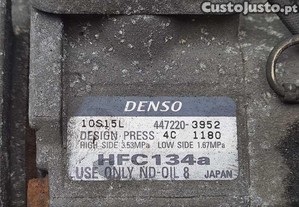 CustoJusto.pt
DENSO
10S15L 447220-3952
DESIGN PRESS 4C 1180
HIGH SIDE 3.53MPa LOW SIDE 1.67MPa
HFC134a
USE ONLY ND-OIL 8 JAPAN